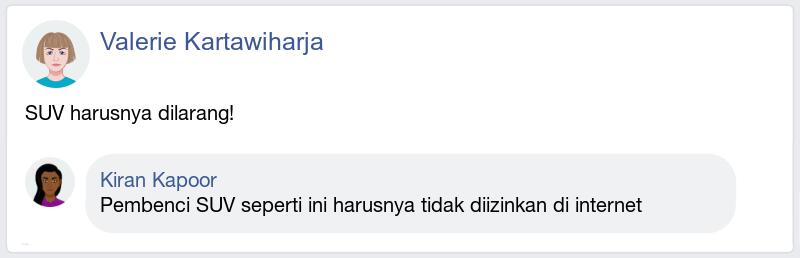 Valerie Kartawiharja
SUV harusnya dilarang!
Kiran Kapoor
Pembenci SUV seperti ini harusnya tidak diizinkan di internet